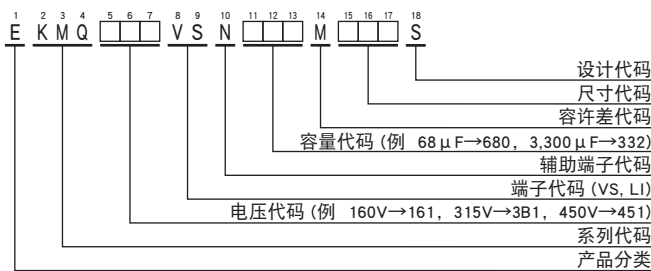 1 2 3 4 5 6 7 8 9 10 11 12 13 14 15 16 17 18
E KMQ □□□ VS N □□□ M □□□ S
设计代码
尺寸代码
容许差代码
容量代码 (例 68μF→680, 3,300μF→332)
辅助端子代码
端子代码 (VS, LI)
电压代码 (例 160V→161, 315V→3B1, 450V→451)
系列代码
产品分类